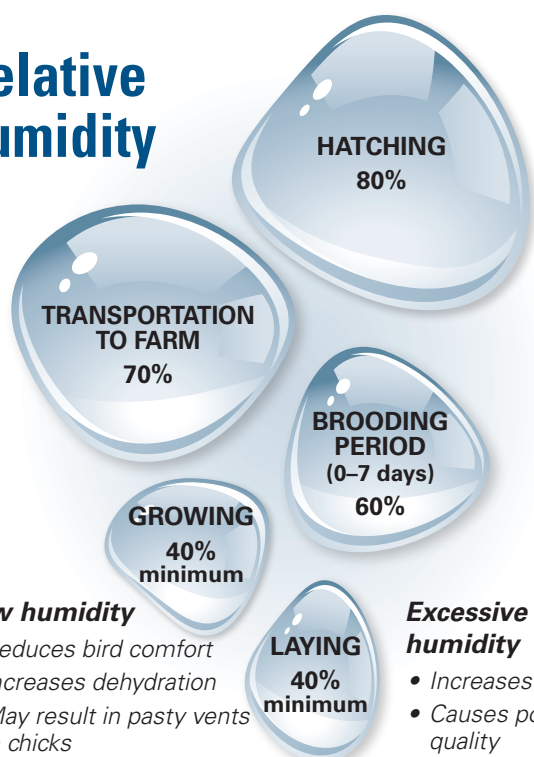 elative
umidity
HATCHING
80%
TRANSPORTATION
TO FARM
70%
BROODING
PERIOD
(0–7 days)
60%
GROWING
40%
minimum
LAYING
40%
minimum
w humidity
educes bird comfort
ncreases dehydration
May result in pasty vents
chicks
Excessive
humidity
• Increases
• Causes po
quality